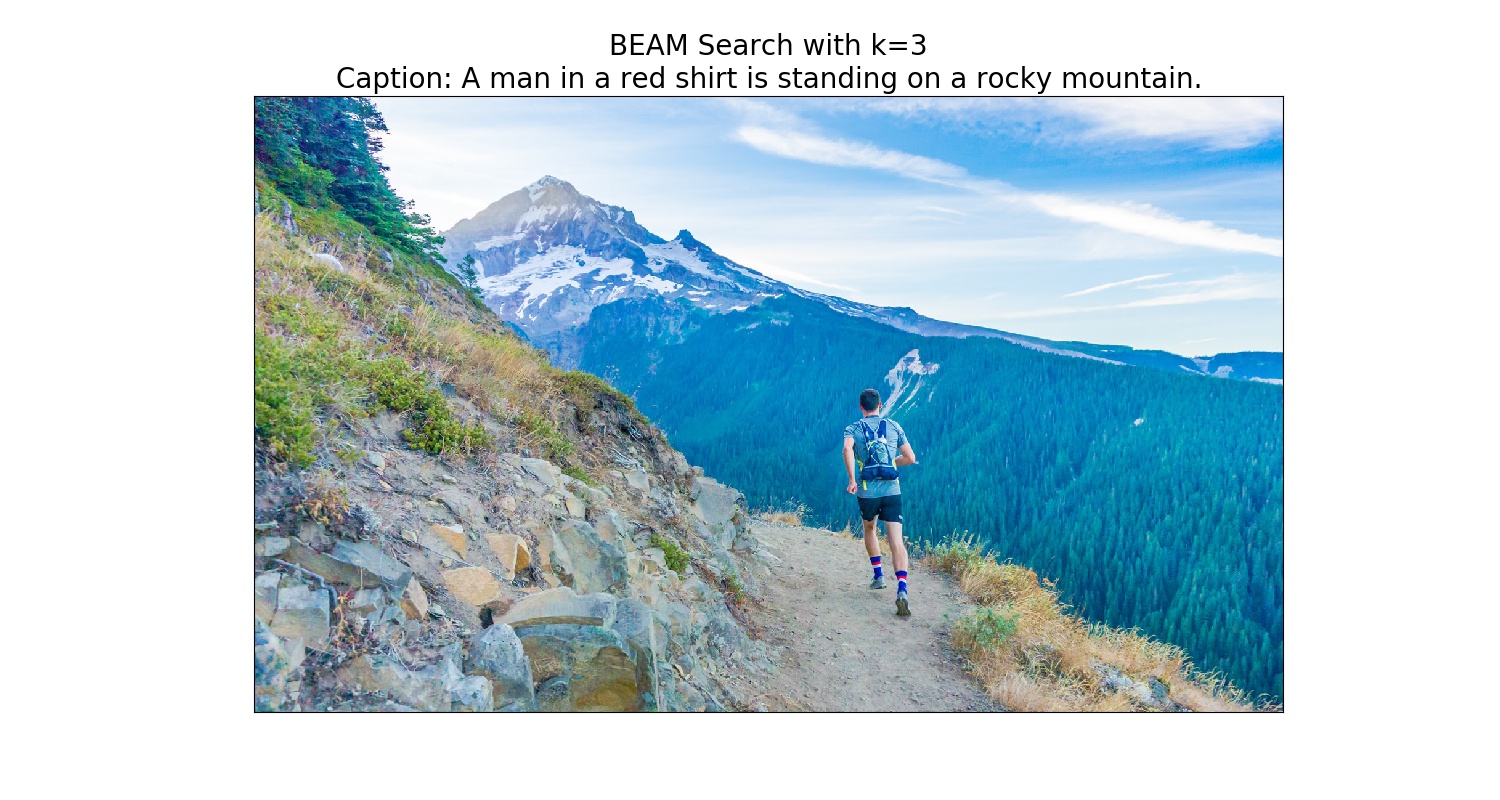 BEAM Search with k=3
Caption: A man in a red shirt is standing on a rocky mountain.